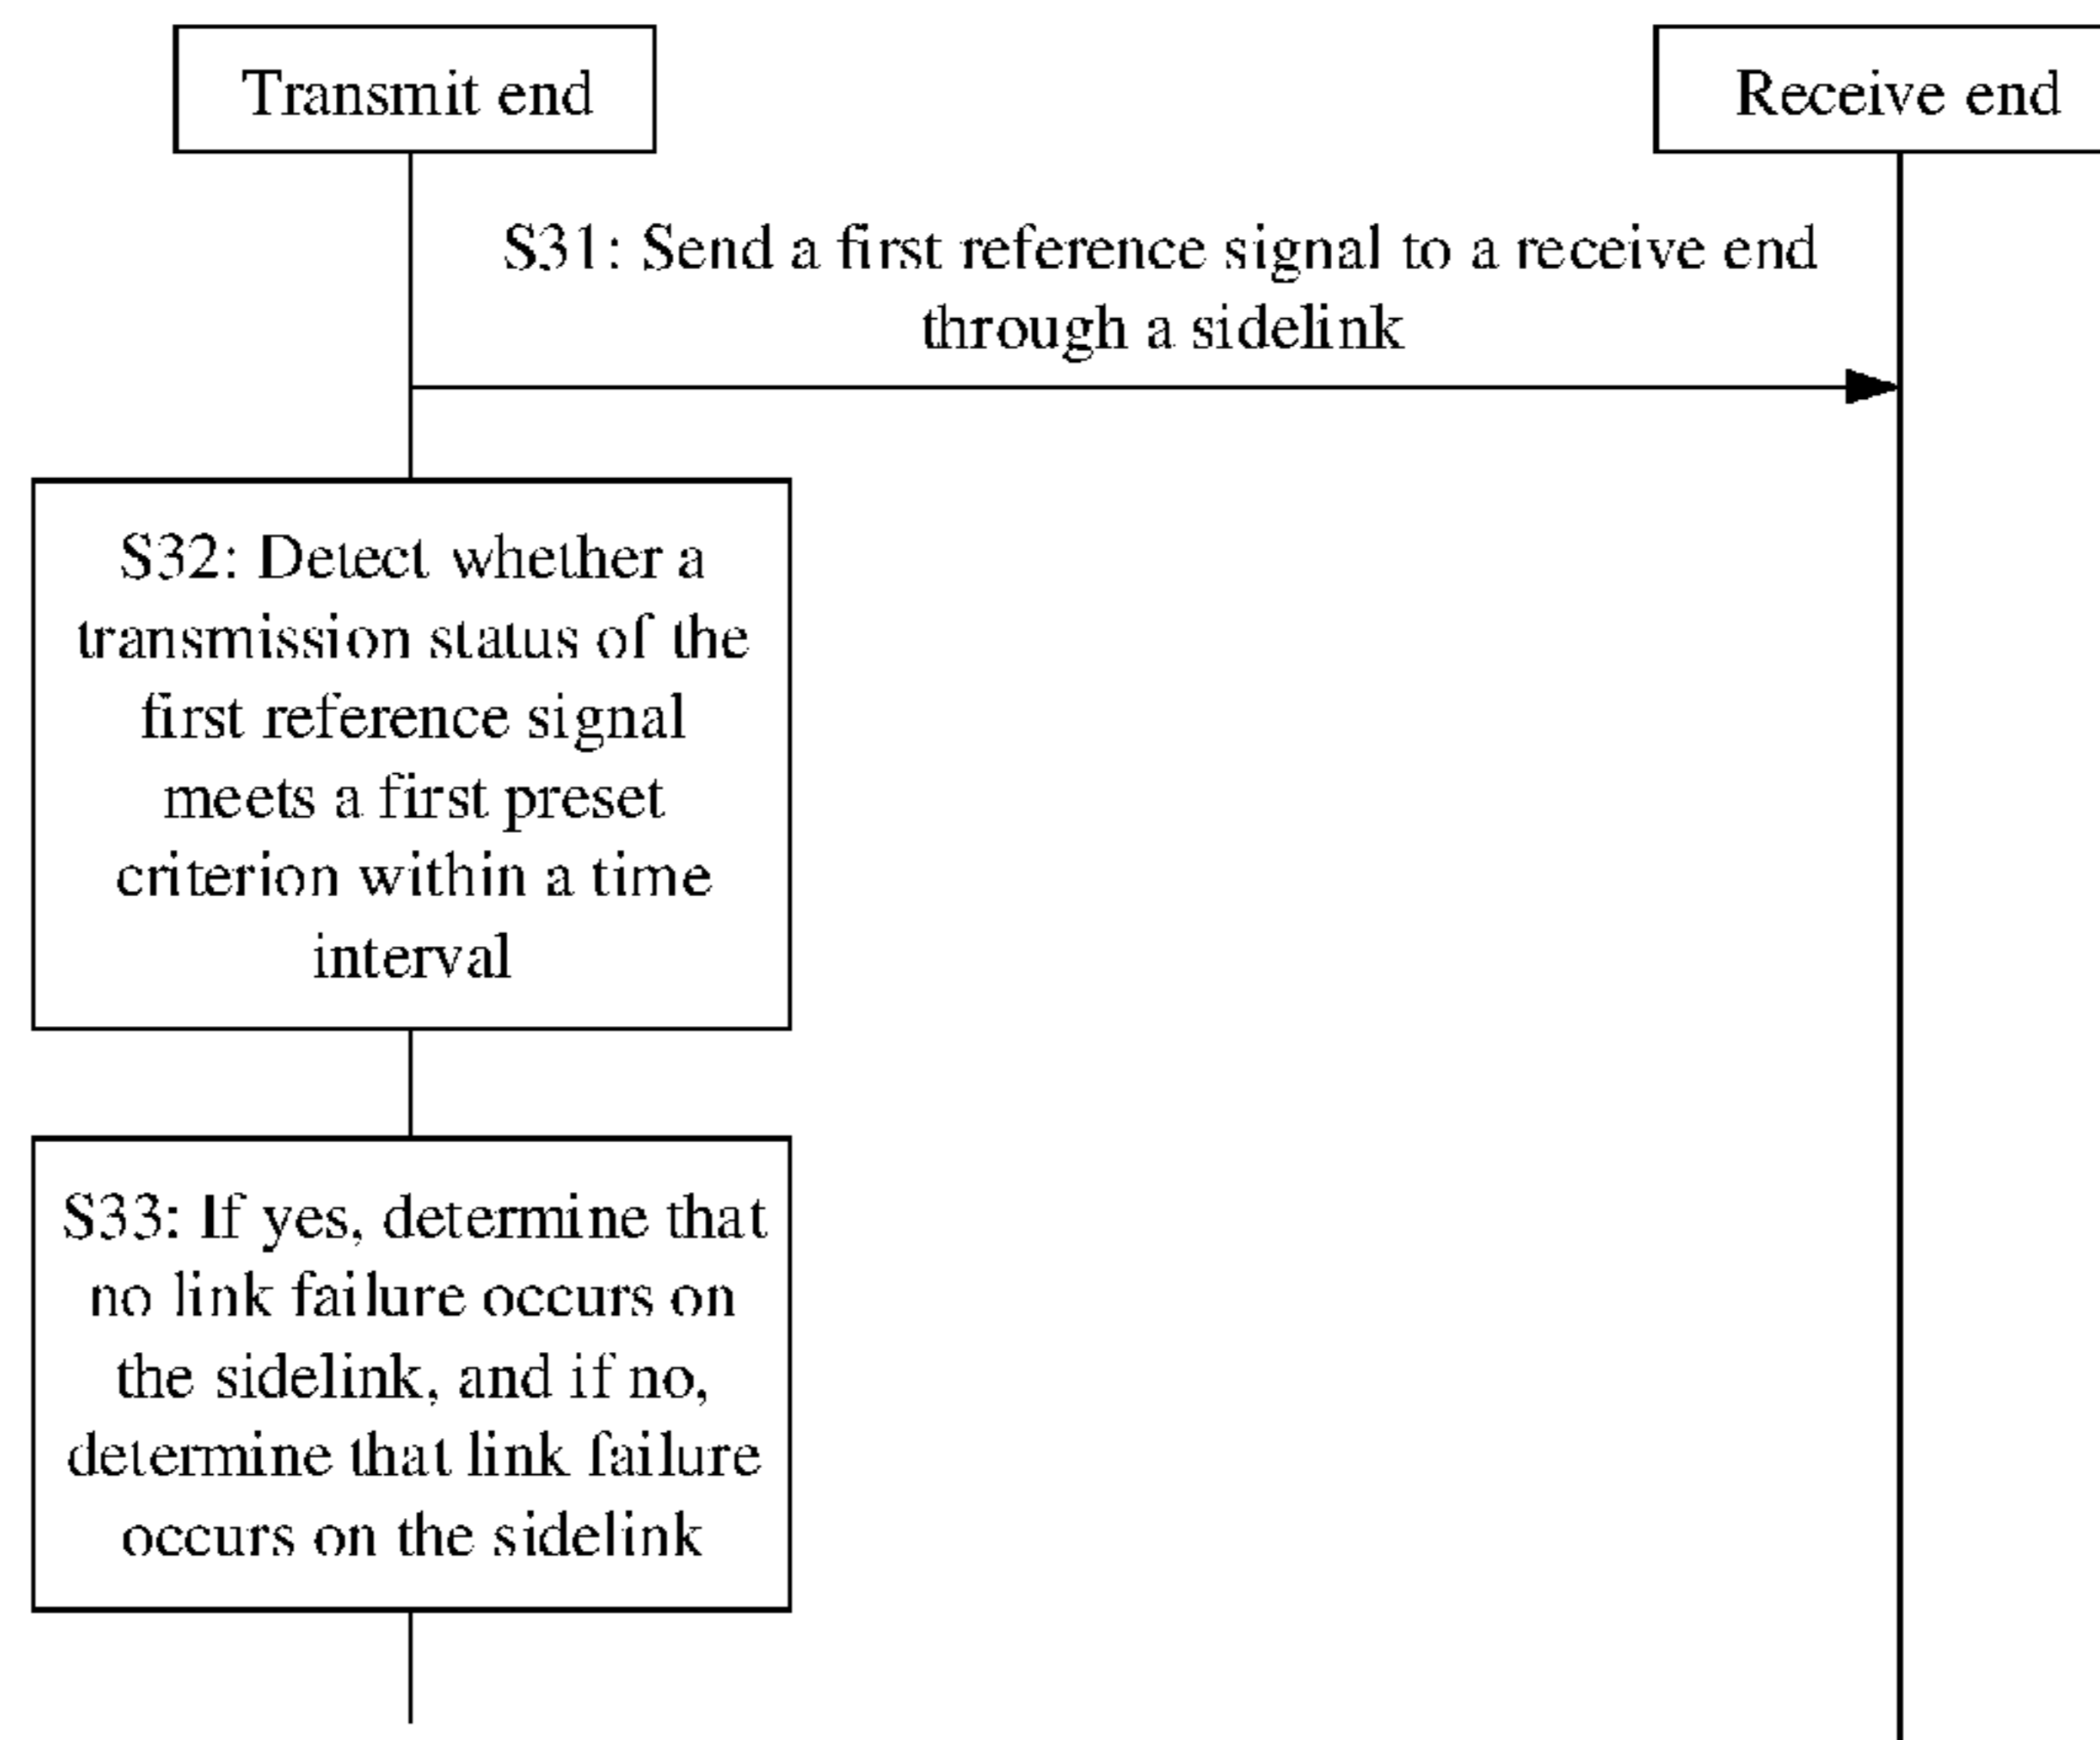 Transmit end
Receive end
S31: Send a first reference signal to a receive end
through a sidelink
S32: Detect whether a
transmission status of the
first reference signal
meets a first preset
criterion within a time
interval
S33: If yes, determine that
no link failure occurs on
the sidelink, and if no,
determine that link failure
occurs on the sidelink